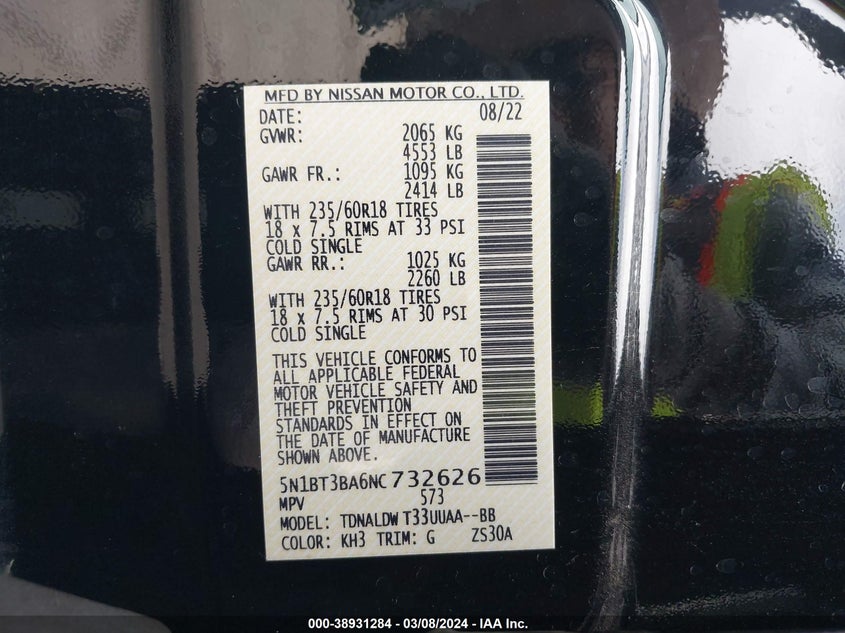 MFD BY NISSAN MOTOR CO., LTD.
DATE: 08/22
GVWR: 2065 KG
4553 LB
GAWR FR.: 1095 KG
2414 LB
WITH 235/60R18 TIRES
18 x 7.5 RIMS AT 33 PSI
COLD SINGLE
GAWR RR.: 1025 KG
2260 LB
WITH 235/60R18 TIRES
18 x 7.5 RIMS AT 30 PSI
COLD SINGLE
THIS VEHICLE CONFORMS TO
ALL APPLICABLE FEDERAL
MOTOR VEHICLE SAFETY AND
THEFT PREVENTION
STANDARDS IN EFFECT ON
THE DATE OF MANUFACTURE
SHOWN ABOVE.
5N1BT3BA6NC732626
MPV 573
MODEL: TDNALDW T33UUAA--BB
COLOR: KH3 TRIM: G ZS30A
000-38931284 - 03/08/2024 - IAA Inc.